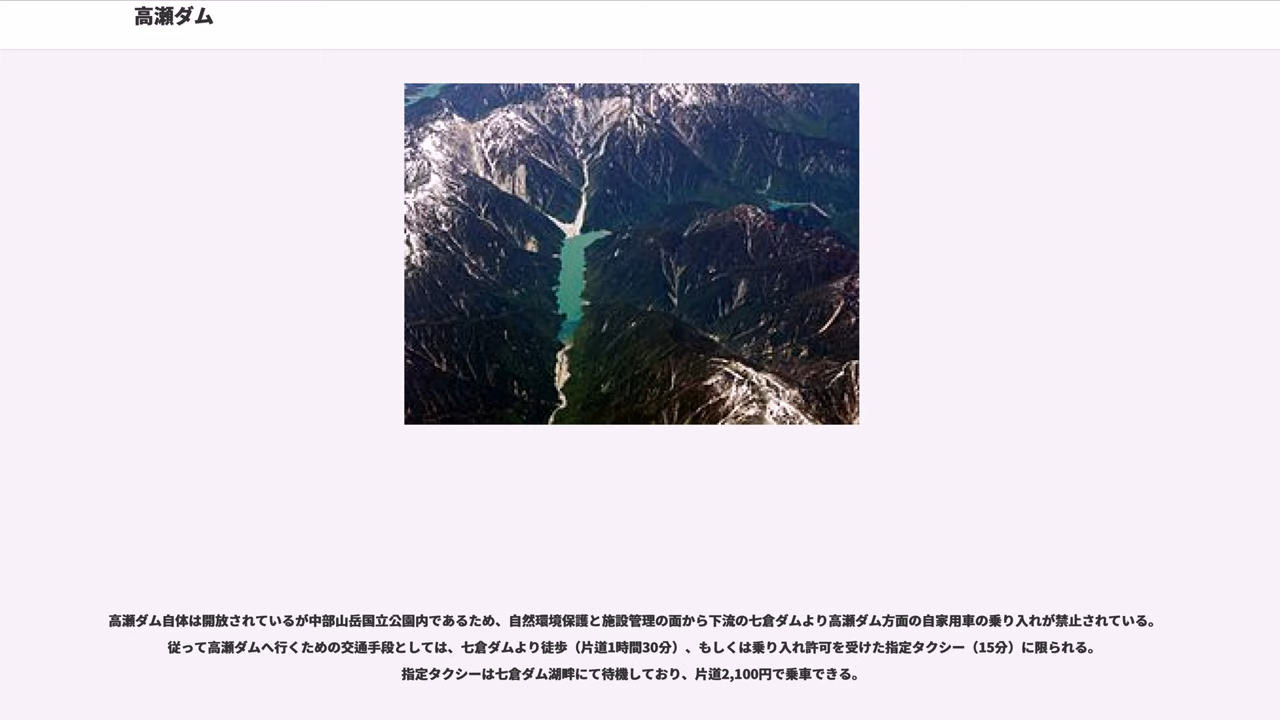 高瀬ダム
高瀬ダム自体は開放されているが中部山岳国立公園内であるため、自然環境保護と施設管理の面から下流の七倉ダムより高瀬ダム方面の自家用車の乗り入れが禁止されている。
従って高瀬ダムへ行くための交通手段としては、七倉ダムより徒歩（片道1時間30分）、もしくは乗り入れ許可を受けた指定タクシー（15分）に限られる。
指定タクシーは七倉ダム湖畔にて待機しており、片道2,100円で乗車できる。